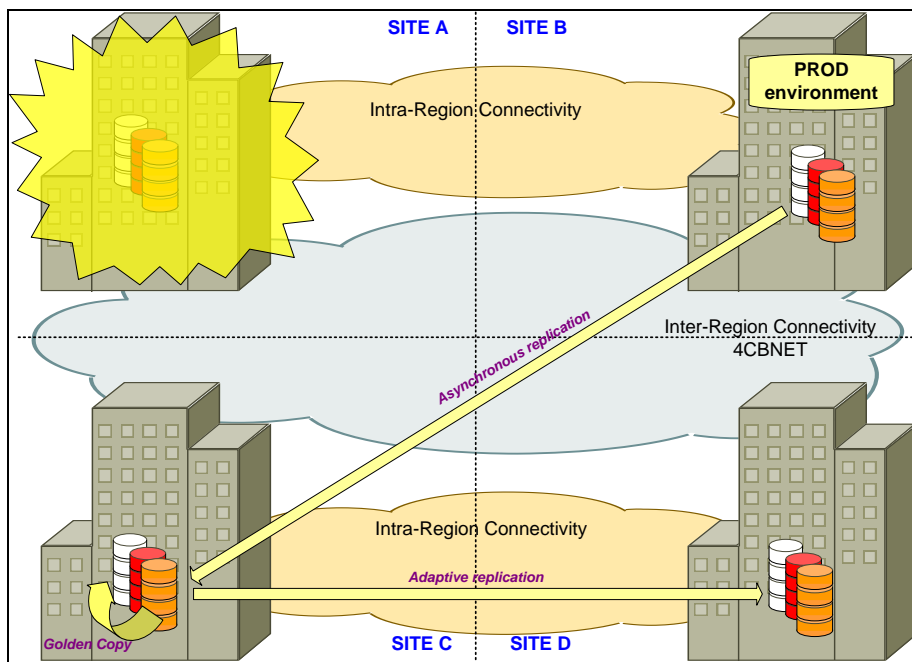 SITE A
SITE B
PROD
environment
Intra-Region Connectivity
Inter-Region Connectivity
4CBNET
Asynchronous replication
Intra-Region Connectivity
Adaptive replication
Golden Copy
SITE C
SITE D